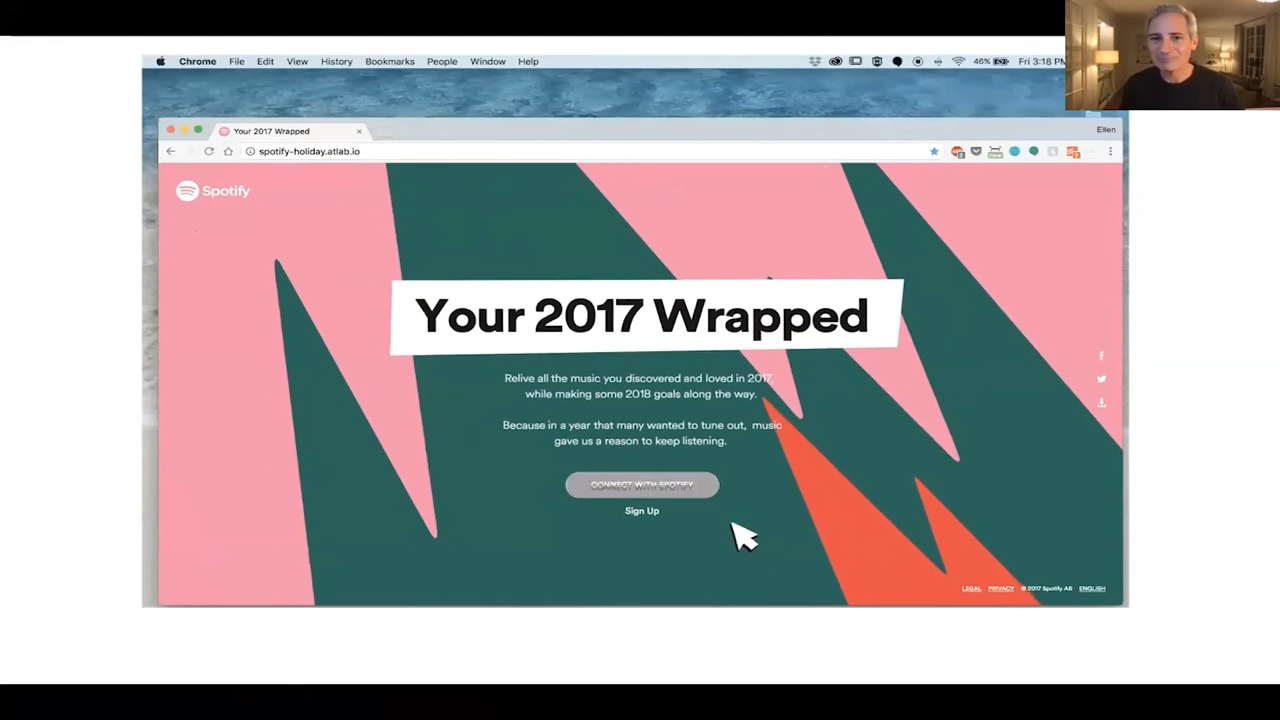 Chrome File Edit View History Bookmarks People Window Help 46% Fri 3:18 PM
Your 2017 Wrapped
Ellen
spotify-holiday.atlab.io
Spotify
Your 2017 Wrapped
Relive all the music you discovered and loved in 2017,
while making some 2018 goals along the way.
Because in a year that many wanted to tune out, music
gave us a reason to keep listening.
CONNECT WITH SPOTIFY
Sign Up
LEGAL PRIVACY © 2017 Spotify AB ENGLISH